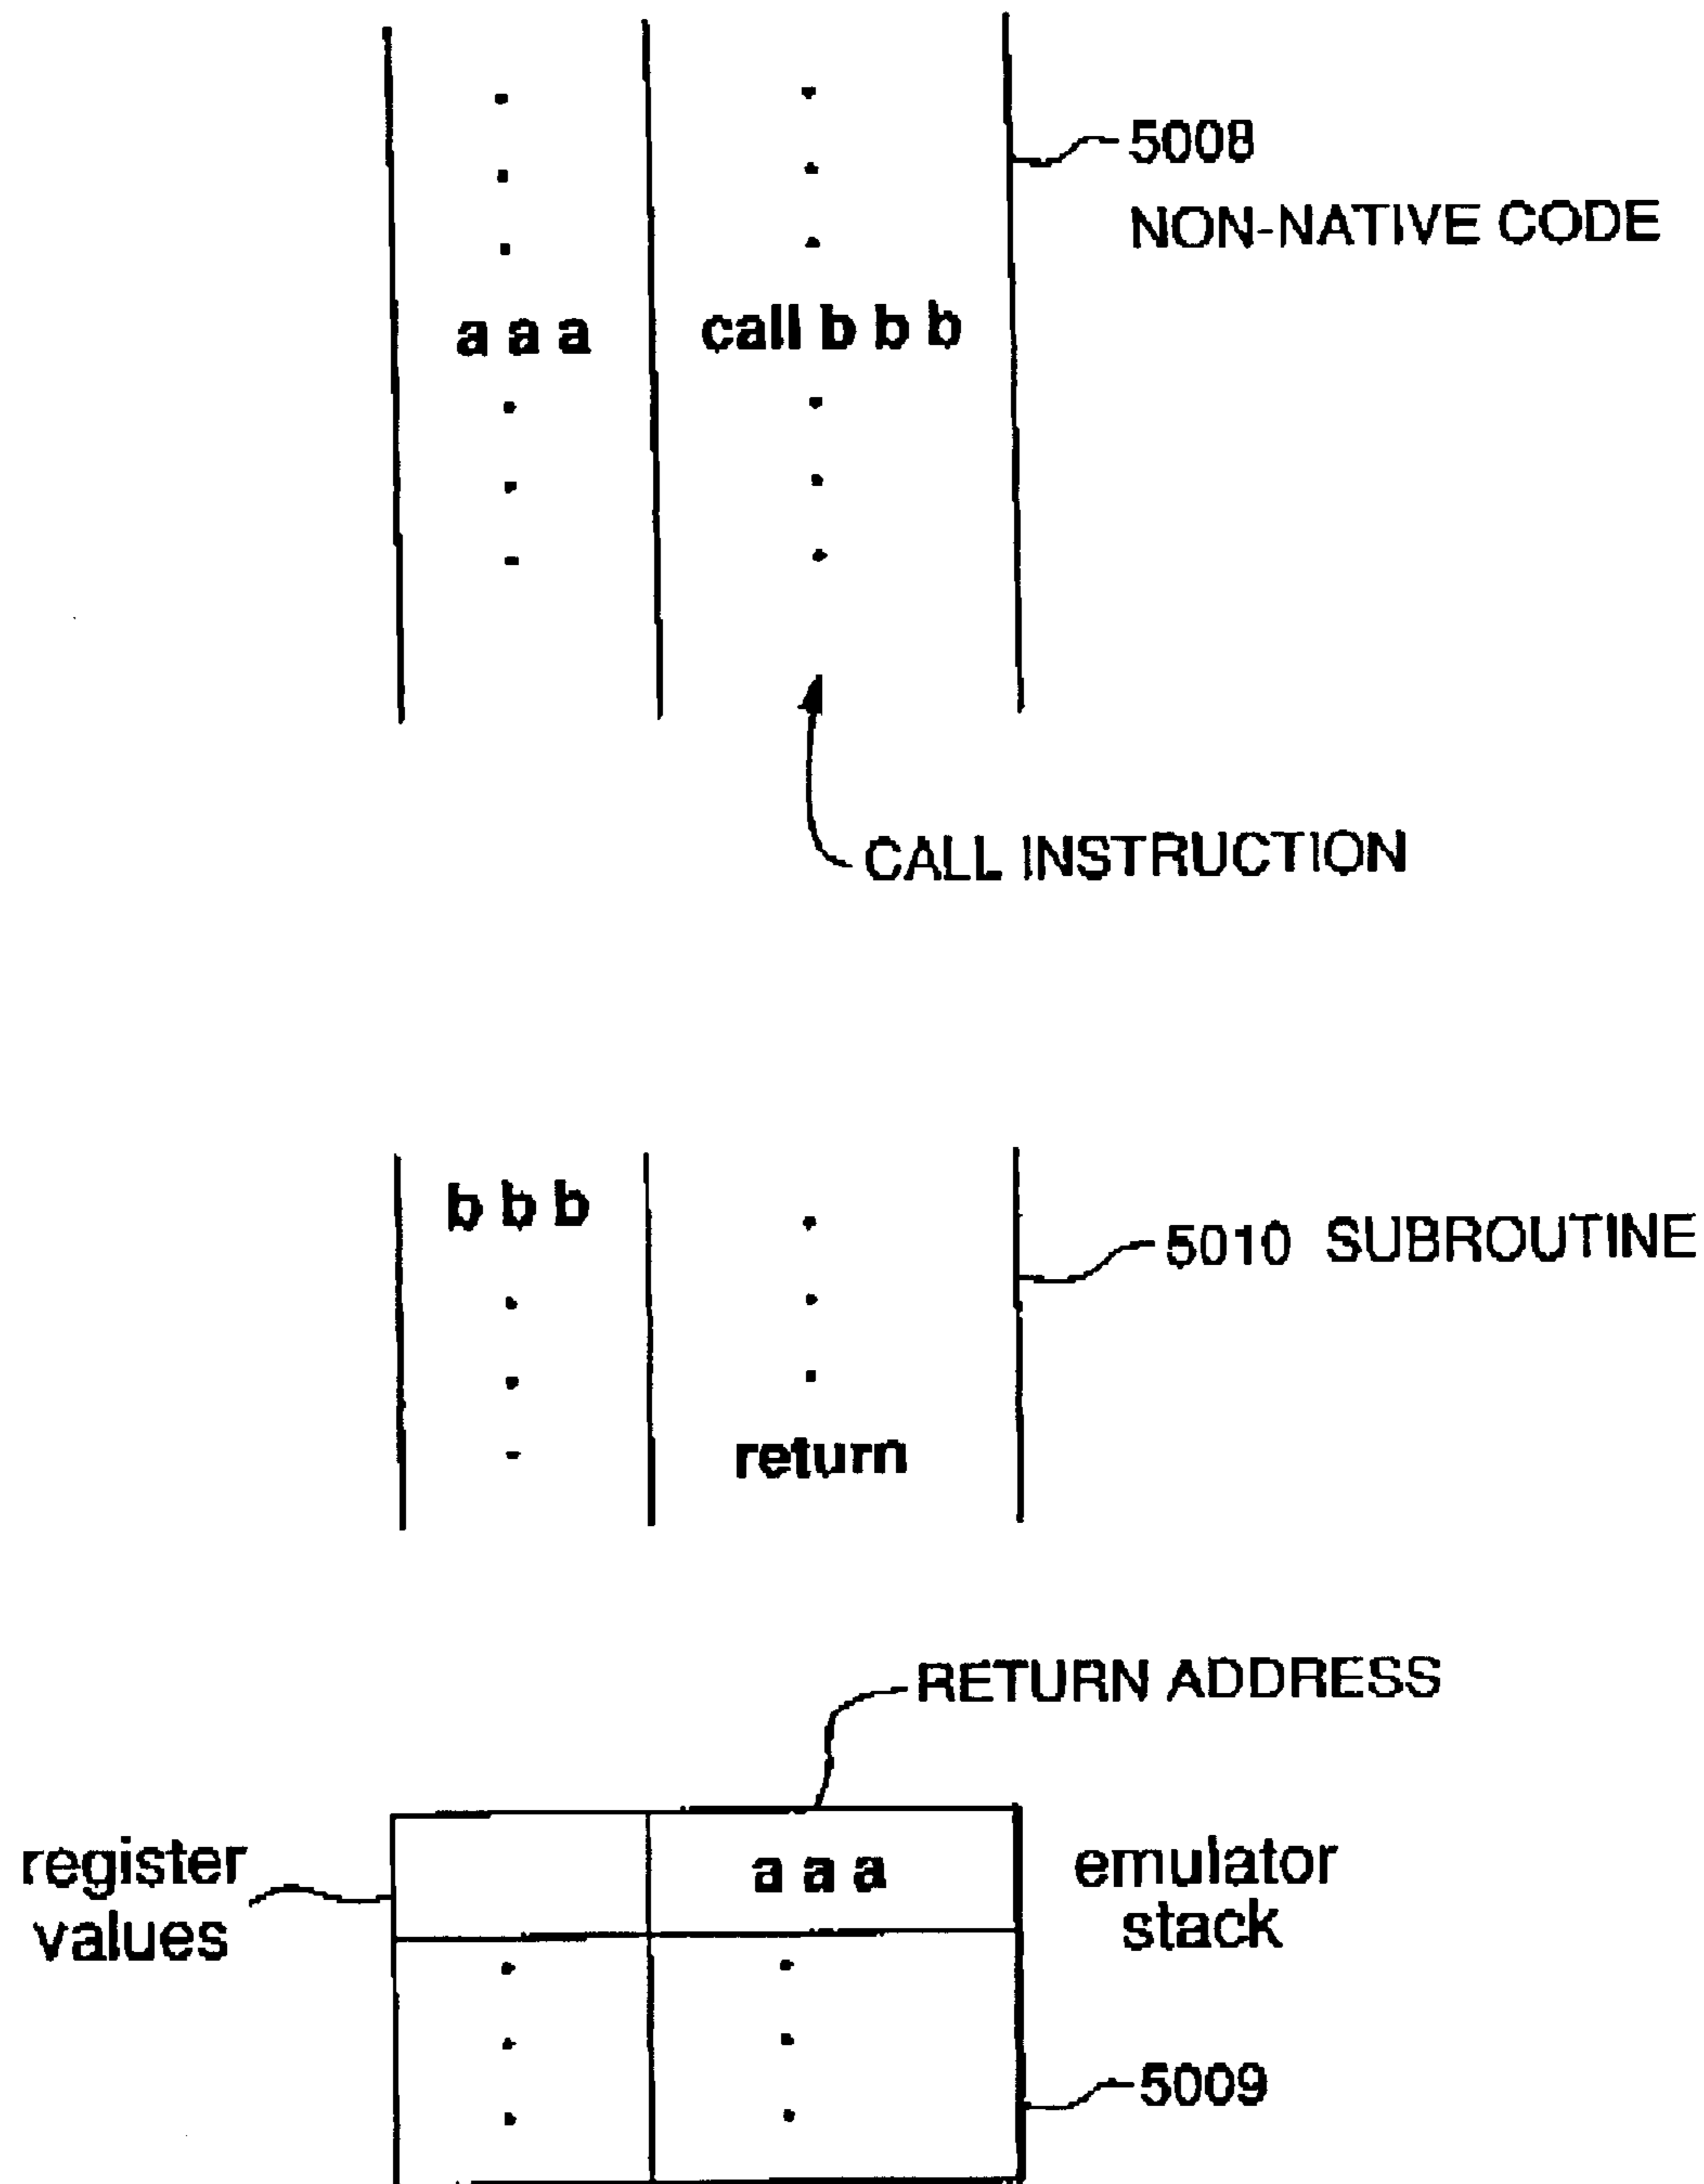 5008
NON-NATIVE CODE
a a a call b b b
CALL INSTRUCTION
b b b
5010 SUBROUTINE
return
RETURN ADDRESS
register
values
a a a
emulator
stack
5009